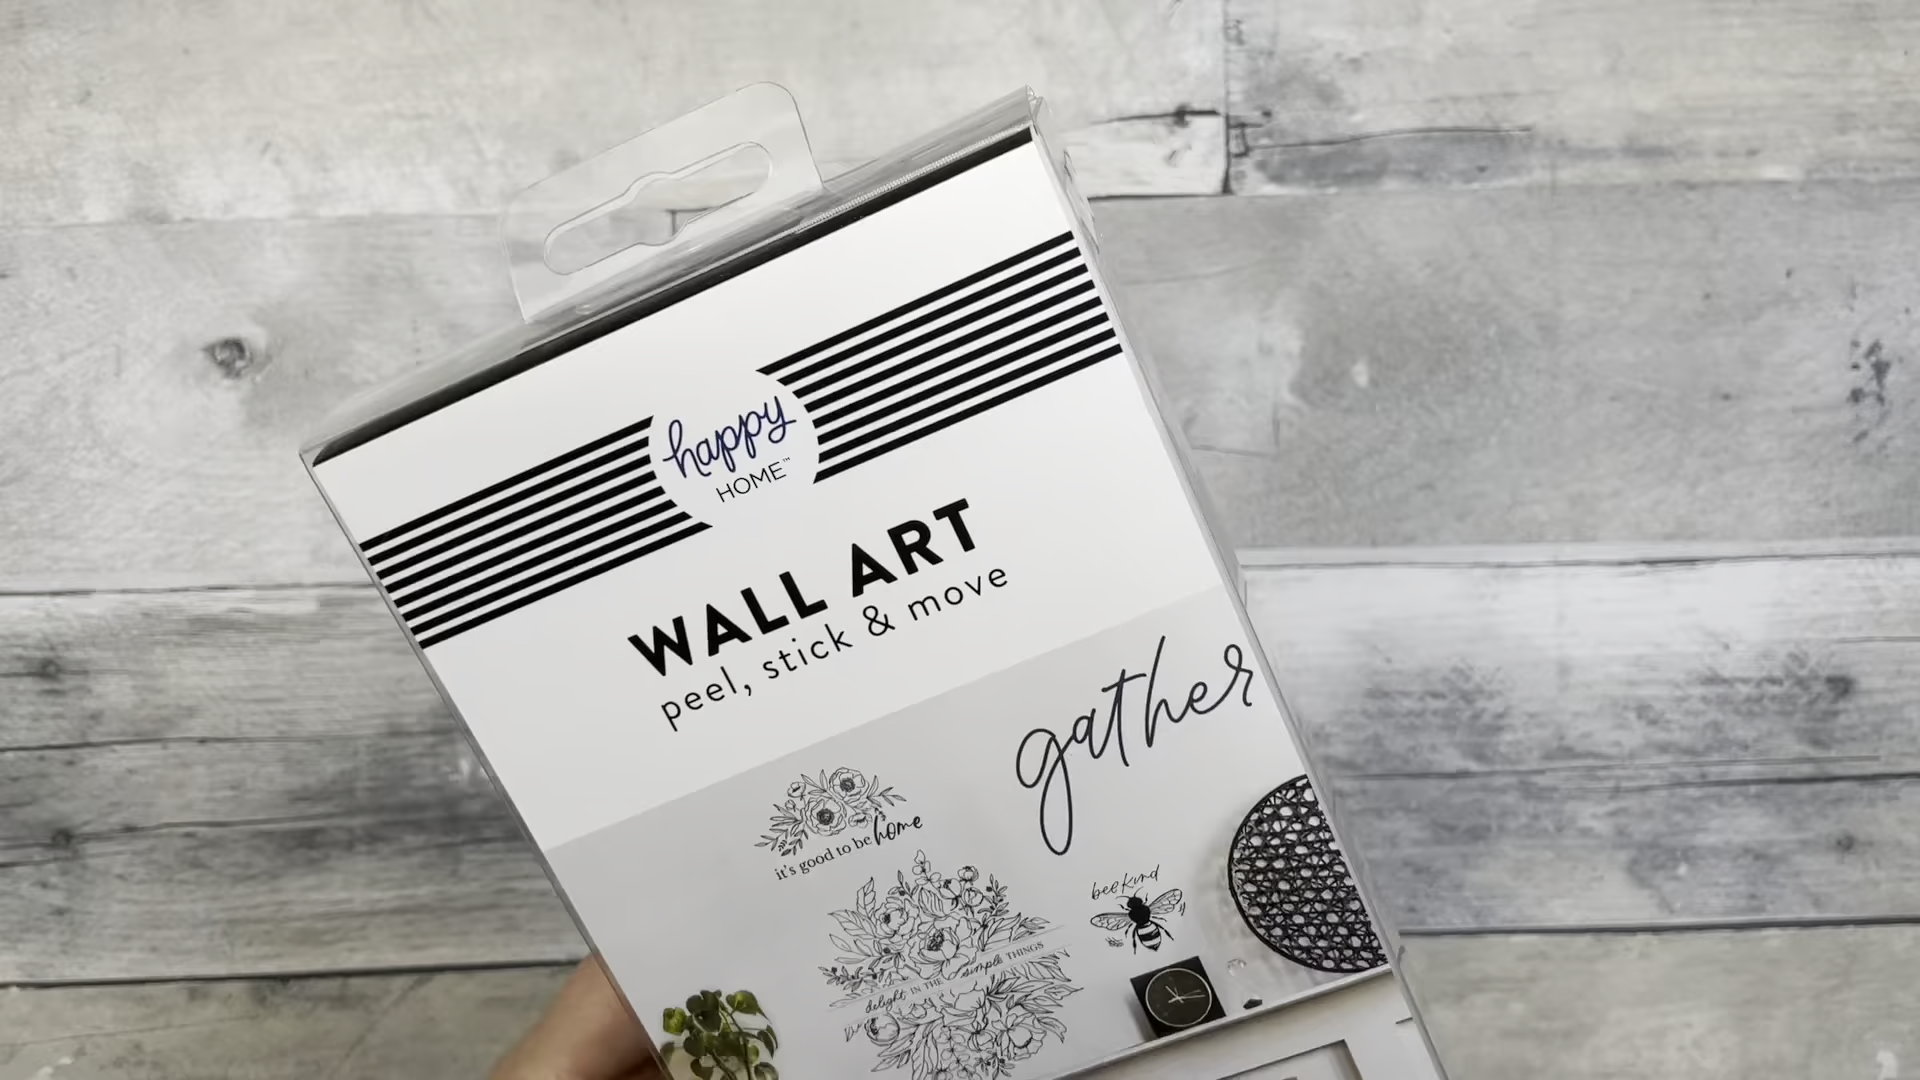 happy
HOME™
WALL ART
peel, stick & move
gather
it's good to be home
bee kind
delight IN THE simple THINGS